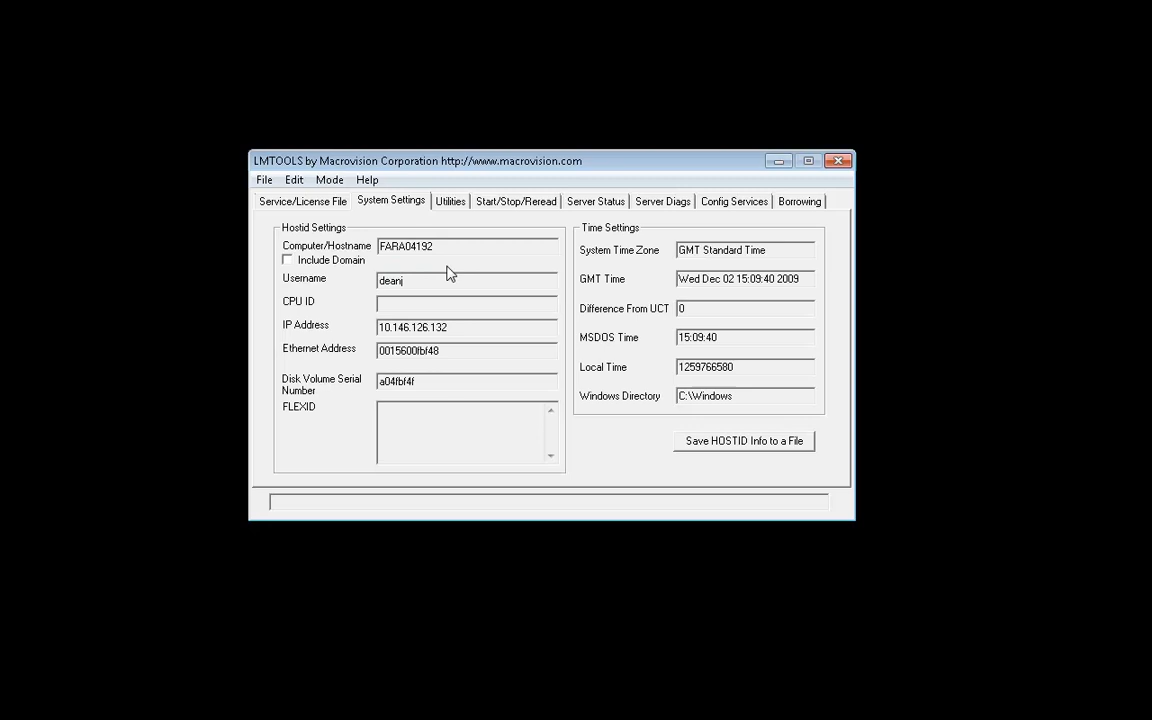 LMTOOLS by Macrovision Corporation http://www.macrovision.com
File Edit Mode Help
Service/License File System Settings Utilities Start/Stop/Reread Server Status Server Diags Config Services Borrowing
Hostid Settings
Computer/Hostname FARA04192
Include Domain
Username deanj
CPU ID
IP Address 10.146.126.132
Ethernet Address 0015600fbf48
Disk Volume Serial
Number
a04fbf4f
FLEXID
Time Settings
System Time Zone GMT Standard Time
GMT Time Wed Dec 02 15:09:40 2009
Difference From UCT 0
MSDOS Time 15:09:40
Local Time 1259766580
Windows Directory C:\Windows
Save HOSTID Info to a File